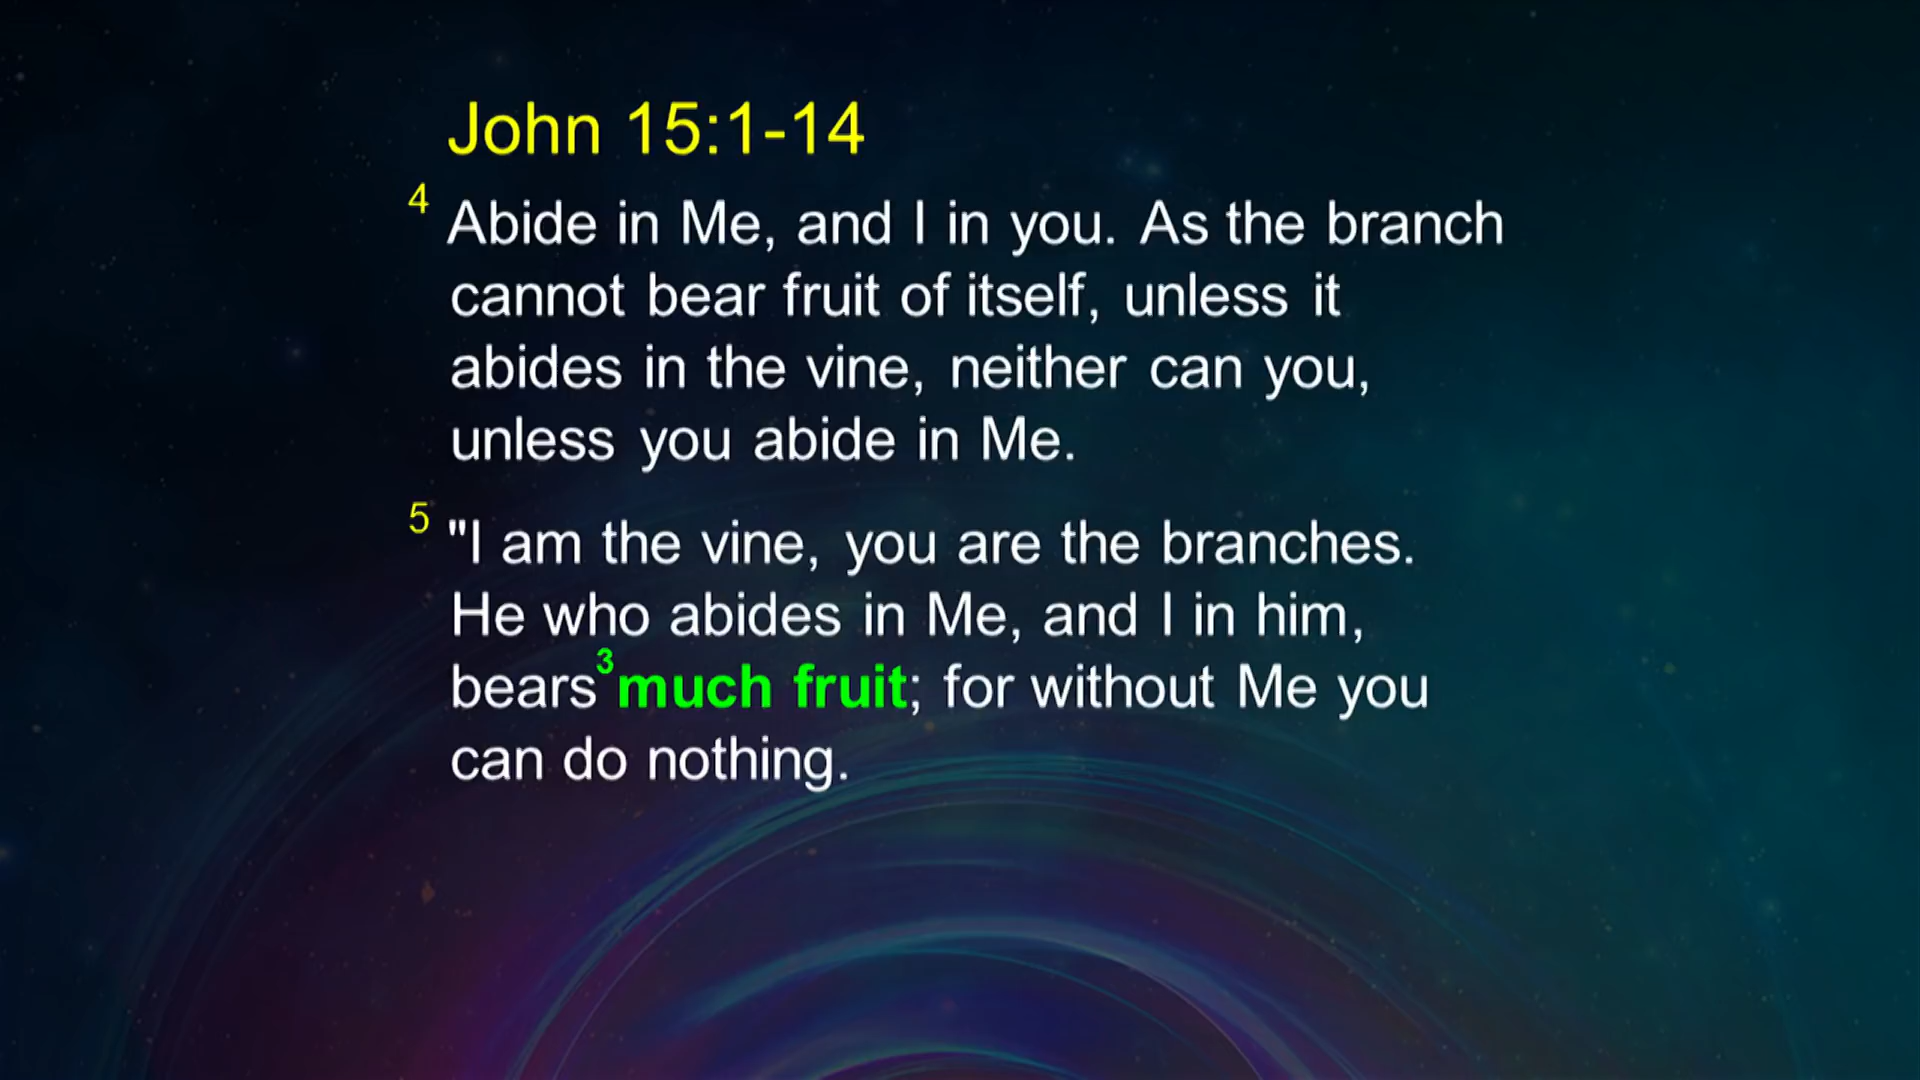 John 15:1-14
4 Abide in Me, and I in you. As the branch
cannot bear fruit of itself, unless it
abides in the vine, neither can you,
unless you abide in Me.
5 "I am the vine, you are the branches.
He who abides in Me, and I in him,
bears 3 much fruit; for without Me you
can do nothing.